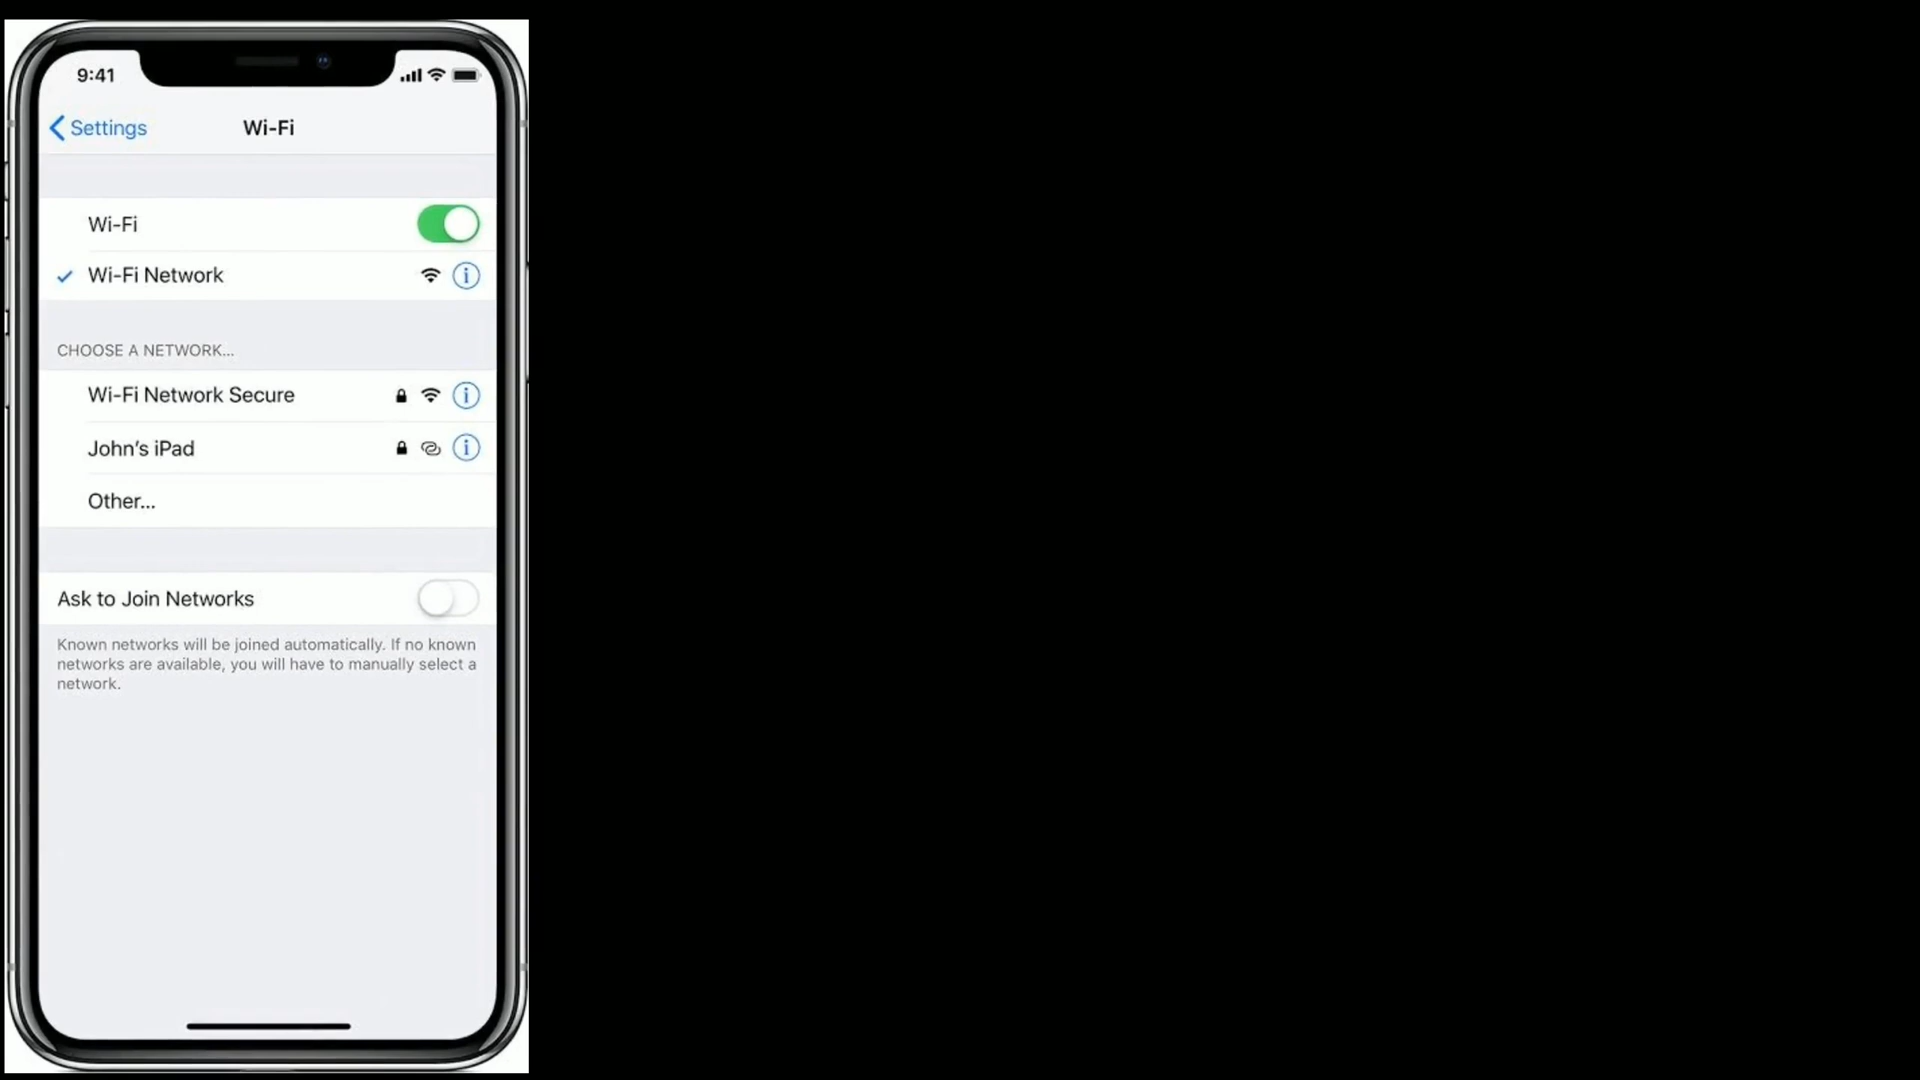 9:41
Settings
Wi-Fi
Wi-Fi
Wi-Fi Network
CHOOSE A NETWORK...
Wi-Fi Network Secure
John's iPad
Other...
Ask to Join Networks
Known networks will be joined automatically. If no known
networks are available, you will have to manually select a
network.